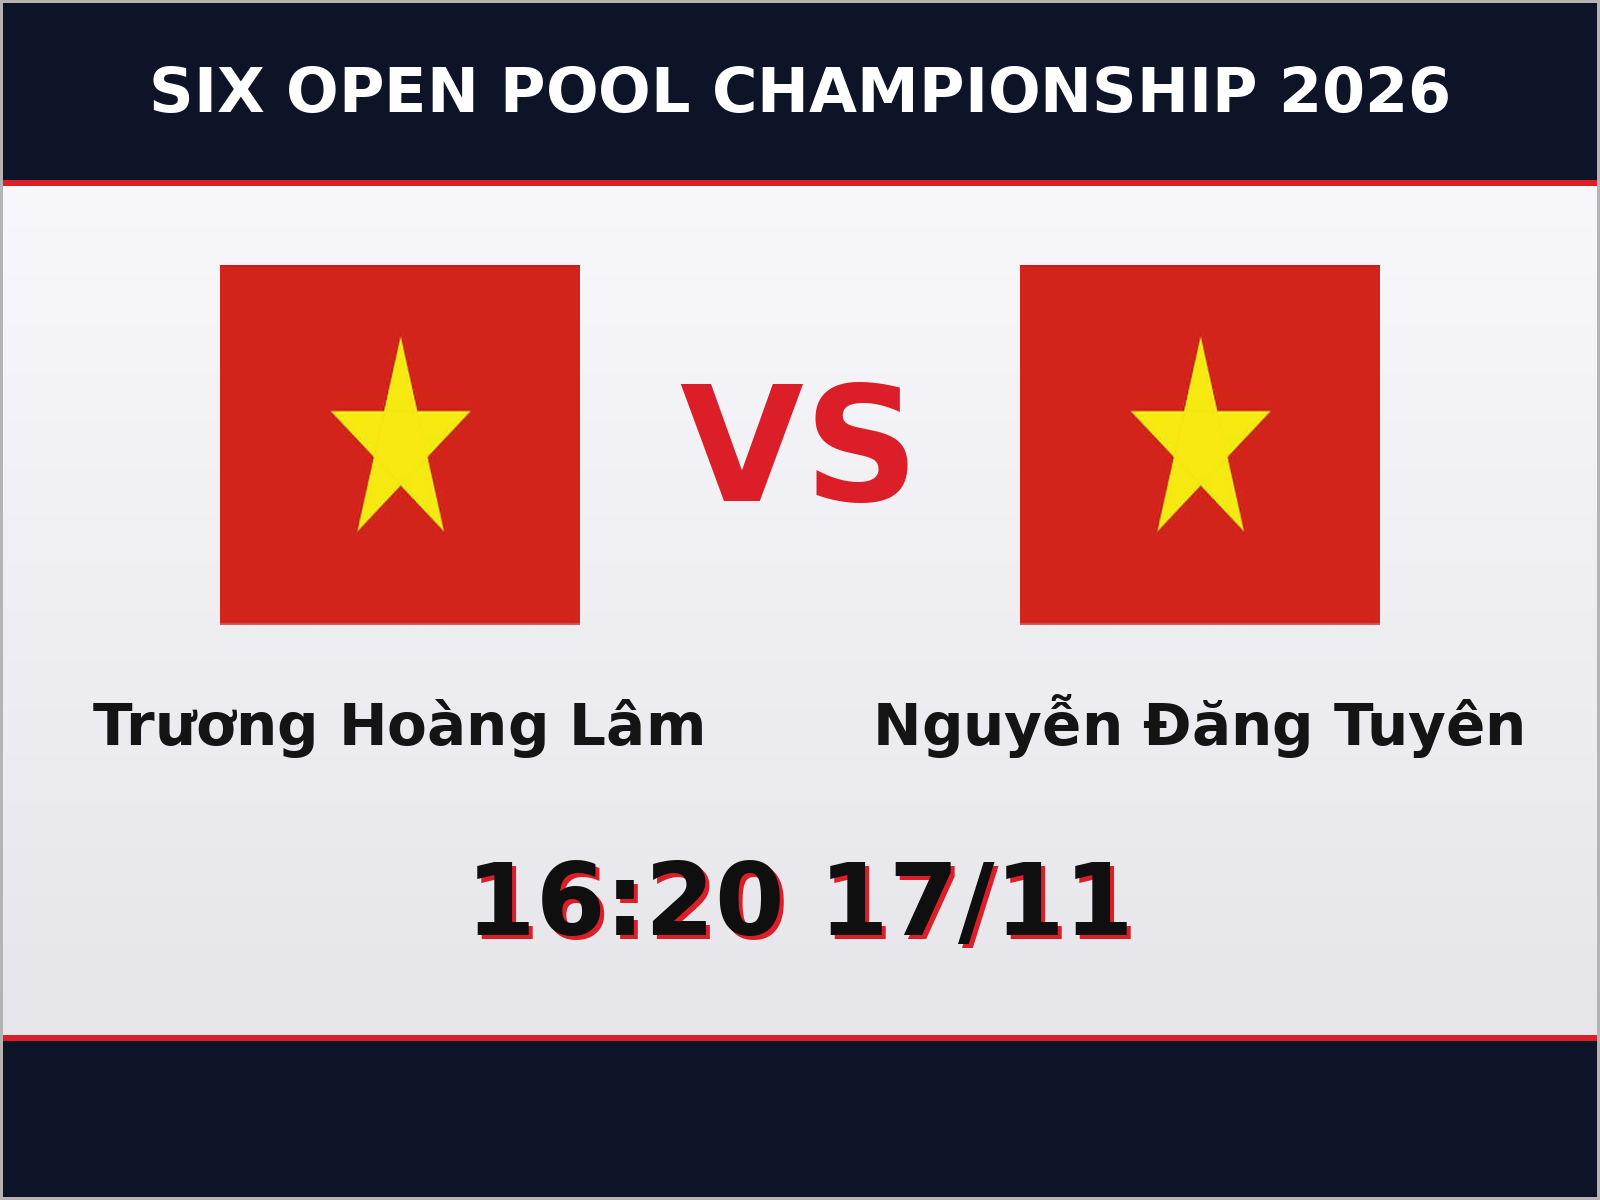 SIX OPEN POOL CHAMPIONSHIP 2026
VS
Trương Hoàng Lâm
Nguyễn Đăng Tuyên
16:20 17/11